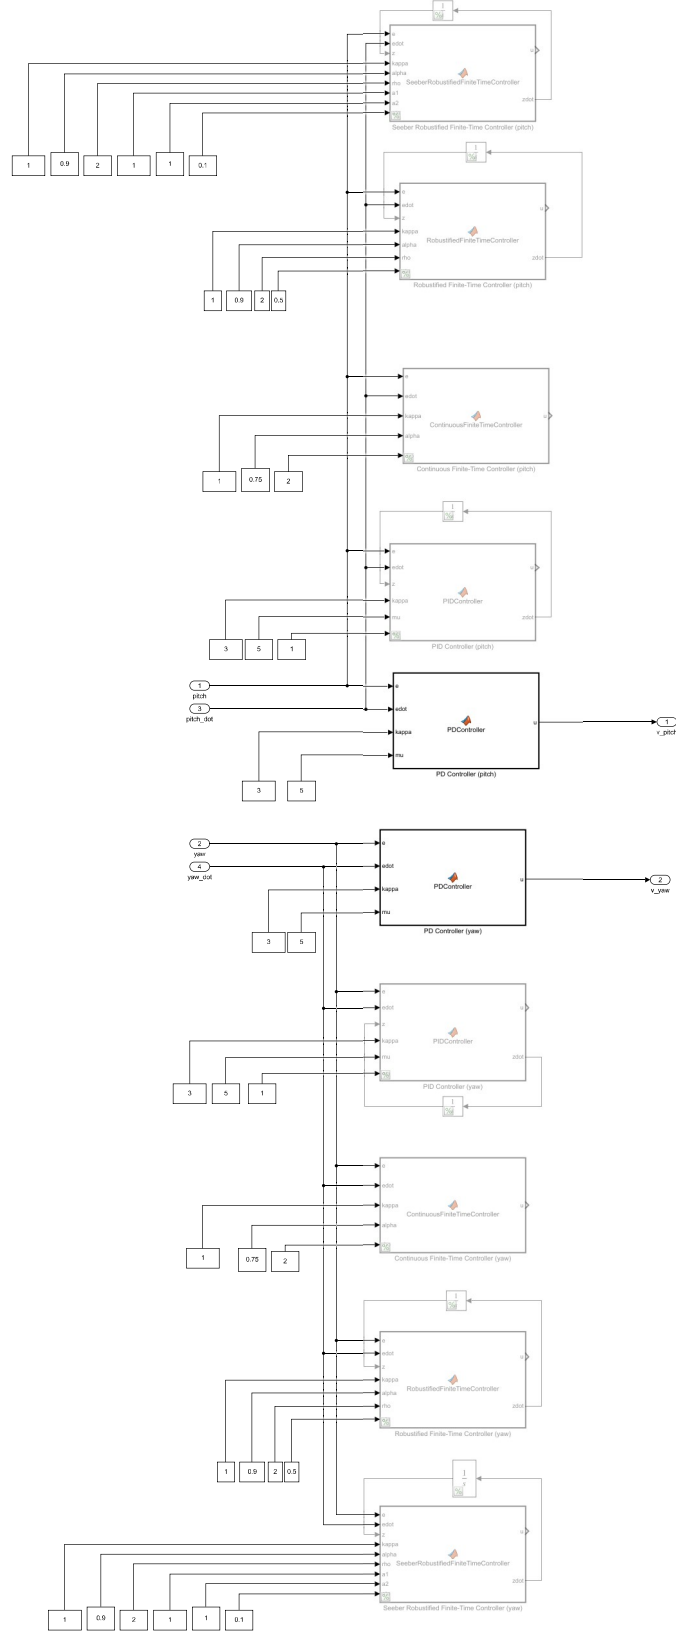 1
s
e
edot
z
kappa
alpha
rho
a1
a2
u
zdot
SeeberRobustifiedFiniteTimeController
Seeber Robustified Finite-Time Controller (pitch)
1
0.9
2
1
1
0.1
1
s
e
edot
z
kappa
alpha
rho
u
zdot
RobustifiedFiniteTimeController
Robustified Finite-Time Controller (pitch)
1
0.9
2
0.5
e
edot
kappa
alpha
u
ContinuousFiniteTimeController
Continuous Finite-Time Controller (pitch)
1
0.75
2
1
s
e
edot
z
kappa
mu
u
zdot
PIDController
PID Controller (pitch)
3
5
1
1
pitch
3
pitch_dot
e
edot
kappa
mu
u
PDController
PD Controller (pitch)
1
v_pitch
3
5
2
yaw
4
yaw_dot
e
edot
kappa
mu
u
PDController
PD Controller (yaw)
2
v_yaw
3
5
e
edot
z
kappa
mu
u
zdot
PIDController
PID Controller (yaw)
3
5
1
1
s
e
edot
kappa
alpha
u
ContinuousFiniteTimeController
Continuous Finite-Time Controller (yaw)
1
0.75
2
1
s
e
edot
z
kappa
alpha
rho
u
zdot
RobustifiedFiniteTimeController
Robustified Finite-Time Controller (yaw)
1
0.9
2
0.5
1
s
e
edot
z
kappa
alpha
rho
a1
a2
u
zdot
SeeberRobustifiedFiniteTimeController
Seeber Robustified Finite-Time Controller (yaw)
1
0.9
2
1
1
0.1